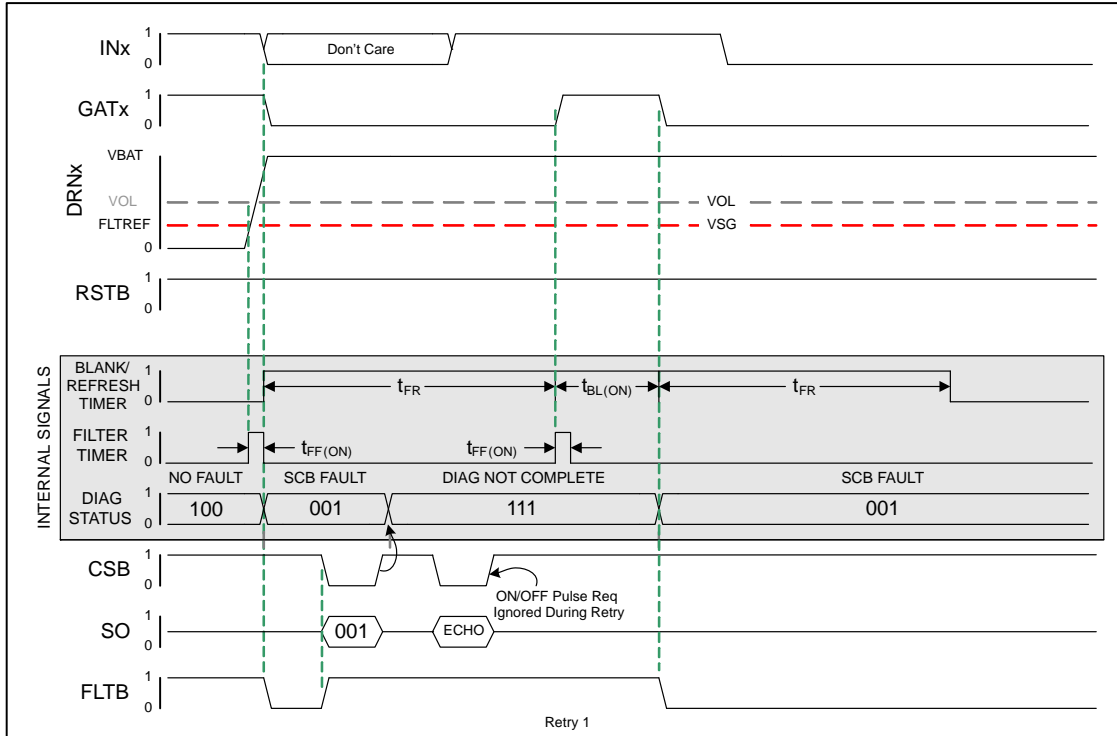 INx
1
0
Don't Care
GATx
1
0
DRNx
VBAT
VOL
FLTREF
VOL
VSG
RSTB
1
0
INTERNAL SIGNALS
BLANK/
REFRESH
TIMER
1
0
tFR
tBL(ON)
tFR
FILTER
TIMER
1
0
tFF(ON)
tFF(ON)
NO FAULT
SCB FAULT
DIAG NOT COMPLETE
SCB FAULT
DIAG
STATUS
1
0
100
001
111
001
CSB
1
0
ON/OFF Pulse Req
Ignored During Retry
SO
1
0
001
ECHO
FLTB
1
0
Retry 1